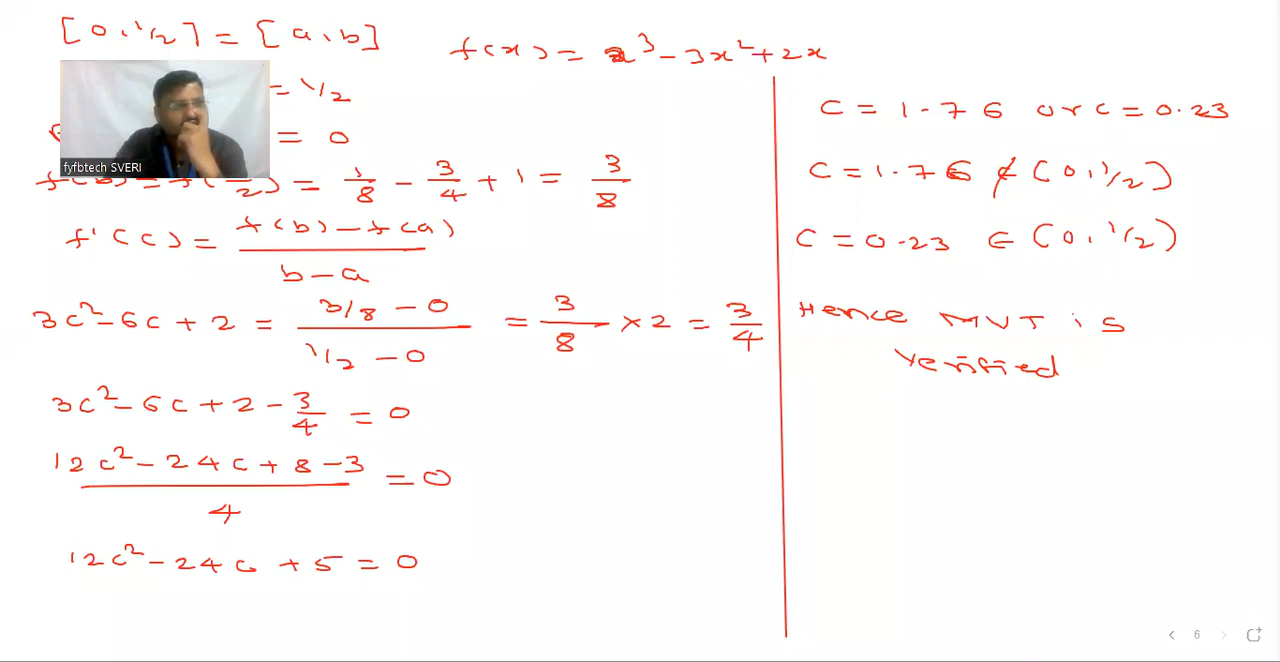 [0, 1/2] = [a, b]
f(x) = x³ - 3x² + 2x
= 1/2
= 0
fyfbtech SVERI
f(b) = f(1/2) = 1/8 - 3/4 + 1 = 3/8
f'(c) = f(b) - f(a) / b - a
3c² - 6c + 2 = 3/8 - 0 / 1/2 - 0 = 3/8 × 2 = 3/4
3c² - 6c + 2 - 3/4 = 0
12c² - 24c + 8 - 3 / 4 = 0
12c² - 24c + 5 = 0
c = 1.76 or c = 0.23
c = 1.76 ∉ (0, 1/2)
c = 0.23 ∈ (0, 1/2)
Hence MVT is
verified
6